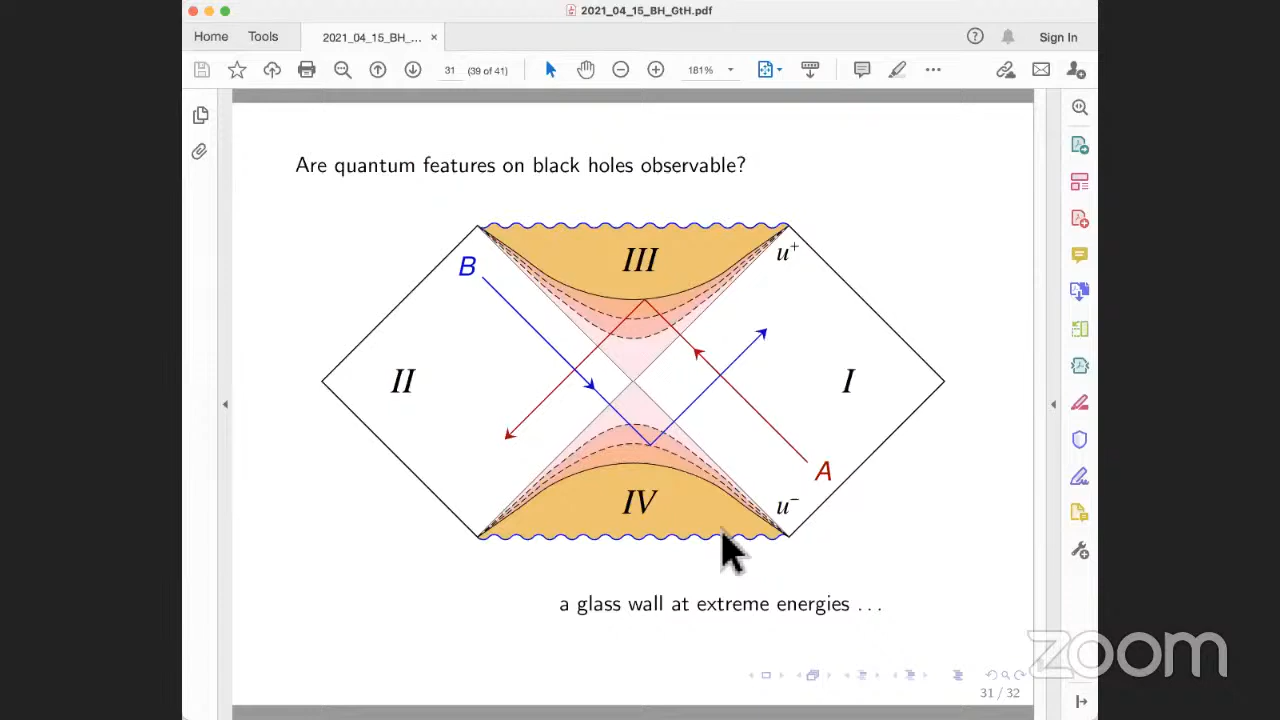 2021_04_15_BH_GtH.pdf
Home Tools 2021_04_15_BH_... × Sign In
31 (39 of 41) 181%
Are quantum features on black holes observable?
III
u⁺
B
II
I
A
IV
u⁻
a glass wall at extreme energies . . .
zoom
31 / 32